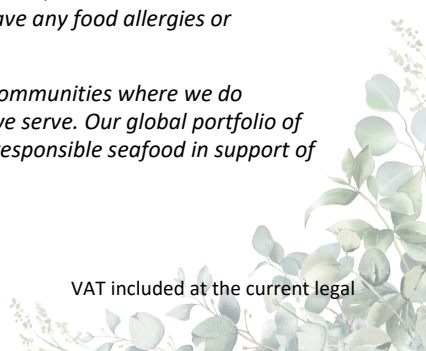 ave any food allergies or
ommunities where we do
ve serve. Our global portfolio of
responsible seafood in support of
VAT included at the current legal